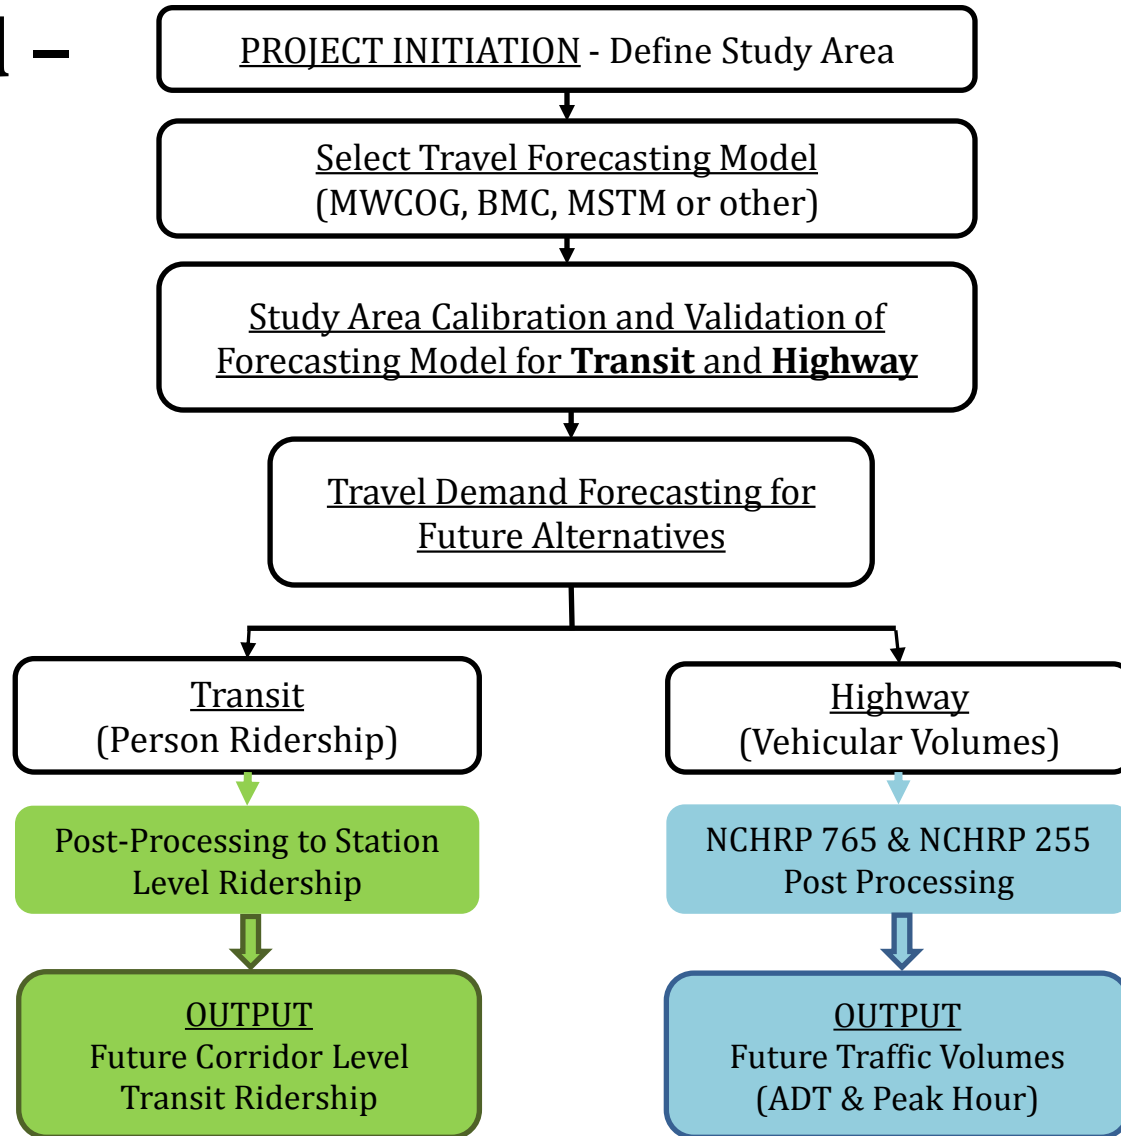 PROJECT INITIATION - Define Study Area
Select Travel Forecasting Model
(MWCOG, BMC, MSTM or other)
Study Area Calibration and Validation of
Forecasting Model for Transit and Highway
Travel Demand Forecasting for
Future Alternatives
Transit
(Person Ridership)
Highway
(Vehicular Volumes)
Post-Processing to Station
Level Ridership
NCHRP 765 & NCHRP 255
Post Processing
OUTPUT
Future Corridor Level
Transit Ridership
OUTPUT
Future Traffic Volumes
(ADT & Peak Hour)